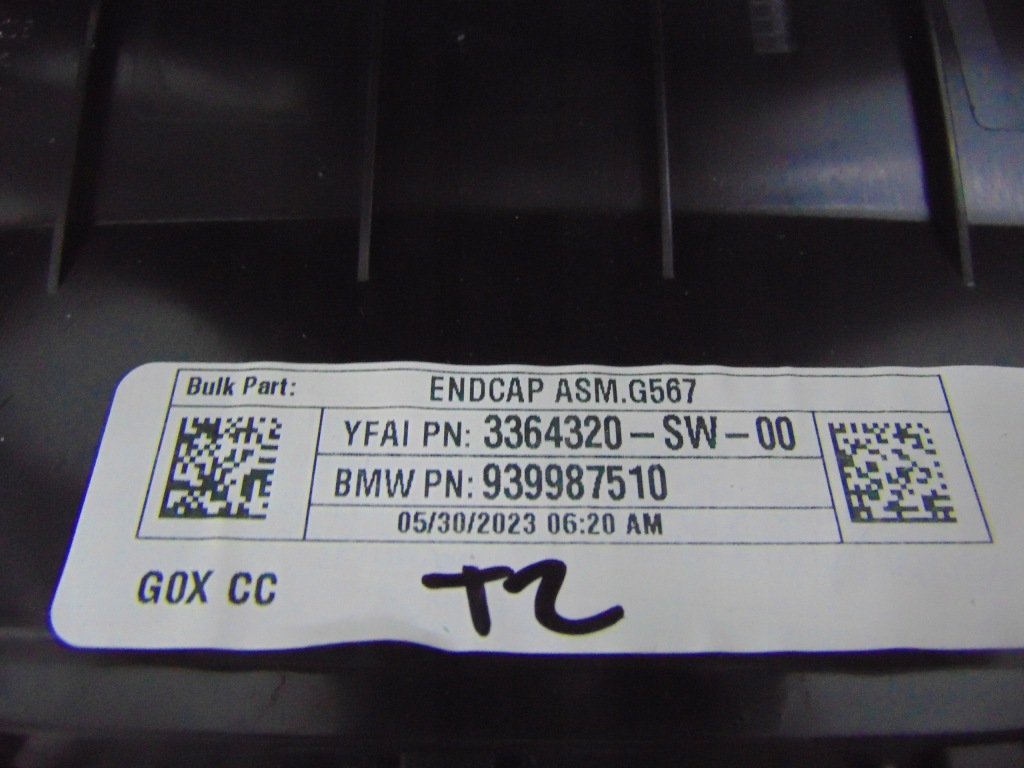 Bulk Part: ENDCAP ASM.G567
YFAI PN: 3364320-SW-00
BMW PN: 939987510
05/30/2023 06:20 AM
G0X CC
T2